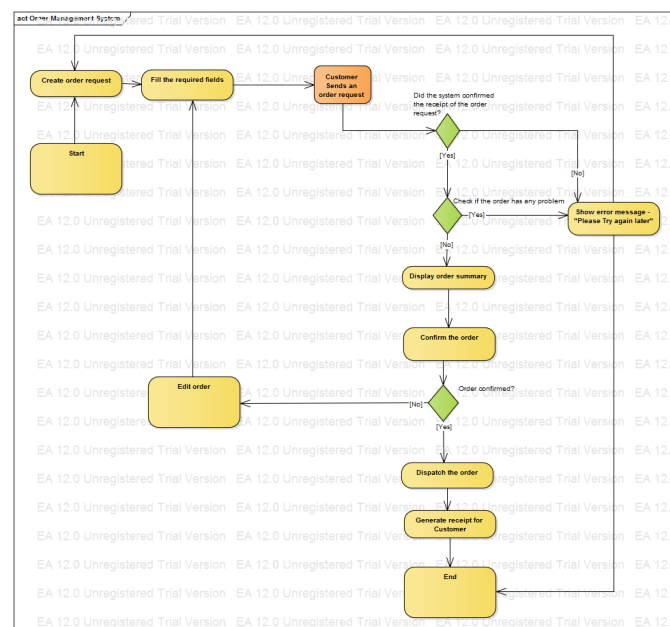 act Order Management System
EA 12.0 Unregistered Trial Version
Create order request
Fill the required fields
Customer
Sends an
order request
Did the system confirmed
the receipt of the order
request?
Start
[Yes]
[No]
Check if the order has any problem
[Yes]
Show error message -
"Please Try again later"
[No]
Display order summary
Confirm the order
Edit order
Order confirmed?
[No]
[Yes]
Dispatch the order
Generate receipt for
Customer
End